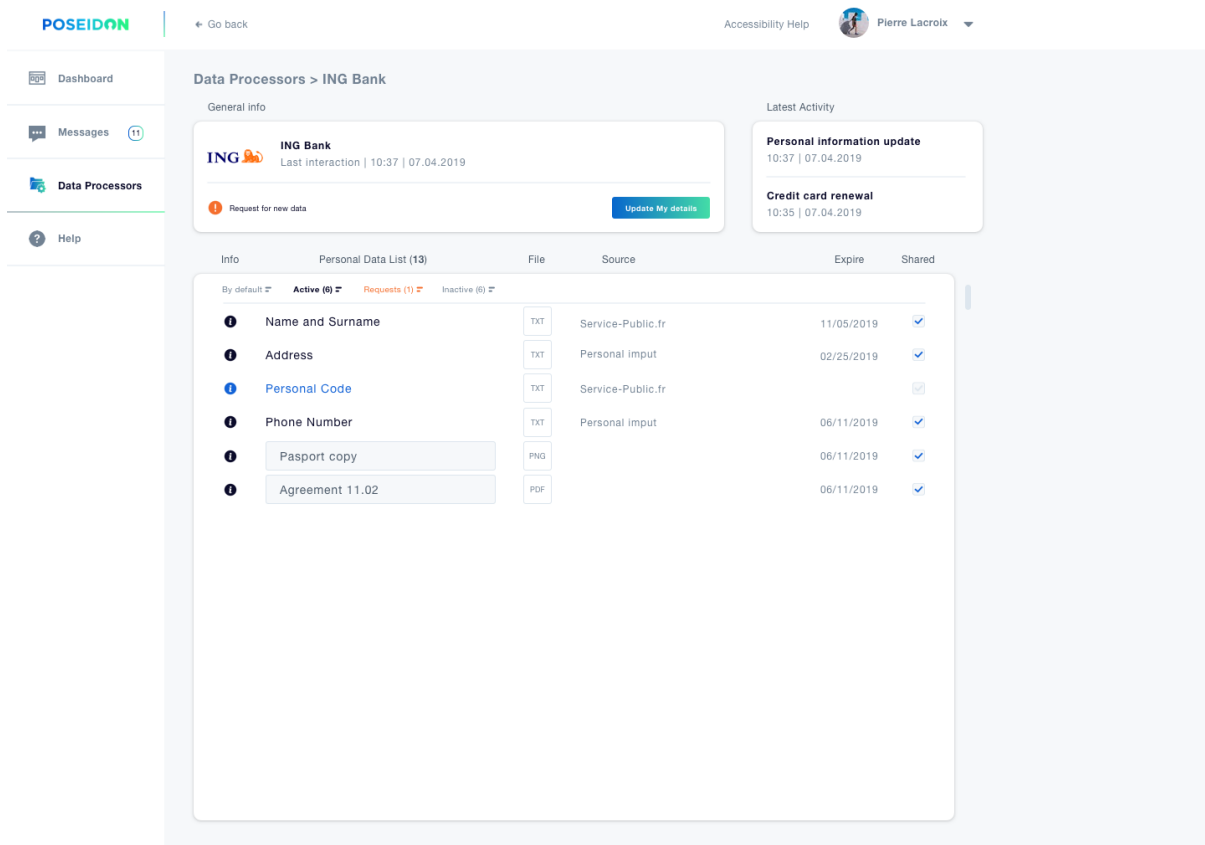 POSEIDON
Go back
Accessibility Help
Pierre Lacroix
Dashboard
Messages 11
Data Processors
Help
Data Processors > ING Bank
General info
ING
ING Bank
Last interaction | 10:37 | 07.04.2019
Request for new data
Update My details
Latest Activity
Personal information update
10:37 | 07.04.2019
Credit card renewal
10:35 | 07.04.2019
Info Personal Data List (13) File Source Expire Shared
By default Active (6) Requests (1) Inactive (6)
i Name and Surname TXT Service-Public.fr 11/05/2019
i Address TXT Personal imput 02/25/2019
i Personal Code TXT Service-Public.fr
i Phone Number TXT Personal imput 06/11/2019
i Pasport copy PNG 06/11/2019
i Agreement 11.02 PDF 06/11/2019